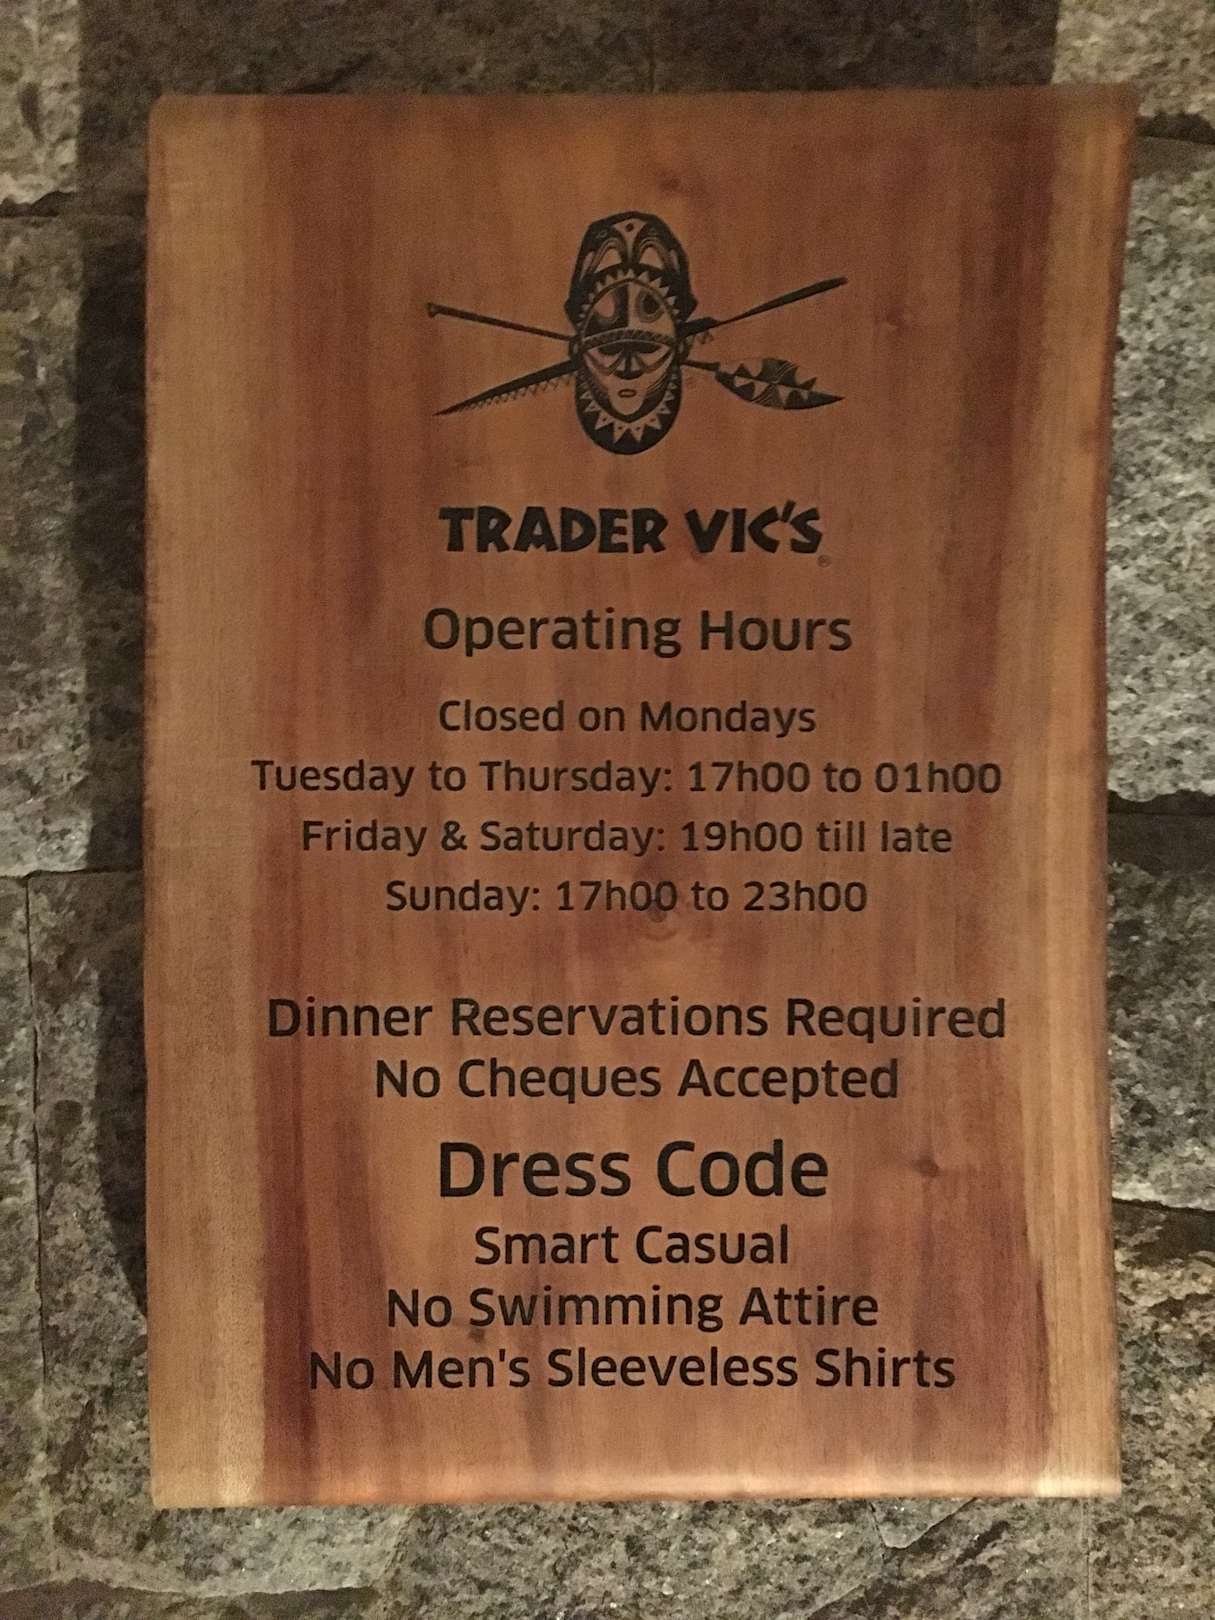 TRADER VIC'S®
Operating Hours
Closed on Mondays
Tuesday to Thursday: 17h00 to 01h00
Friday & Saturday: 19h00 till late
Sunday: 17h00 to 23h00
Dinner Reservations Required
No Cheques Accepted
Dress Code
Smart Casual
No Swimming Attire
No Men's Sleeveless Shirts